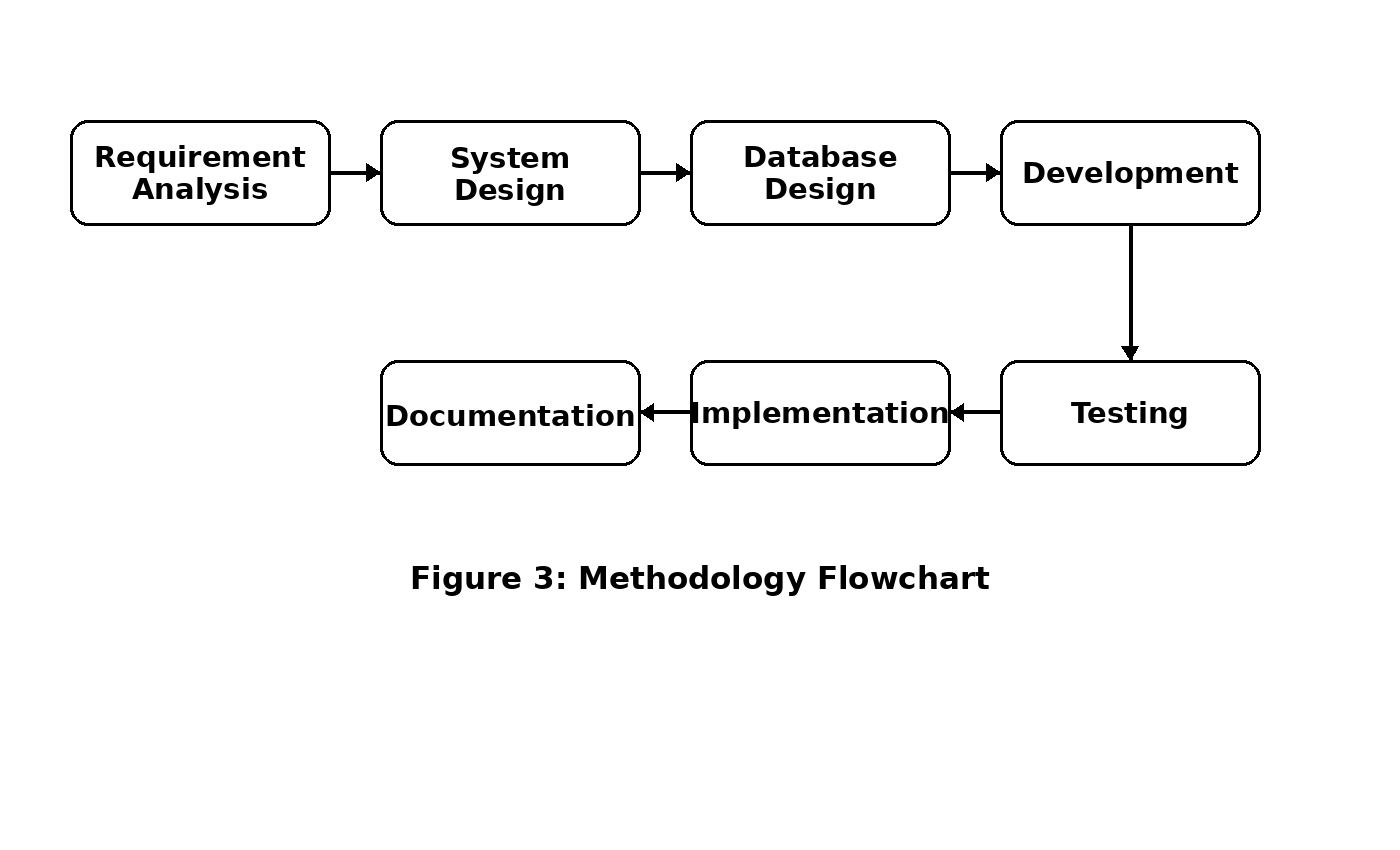 Requirement
Analysis
System
Design
Database
Design
Development
Documentation
Implementation
Testing
Figure 3: Methodology Flowchart